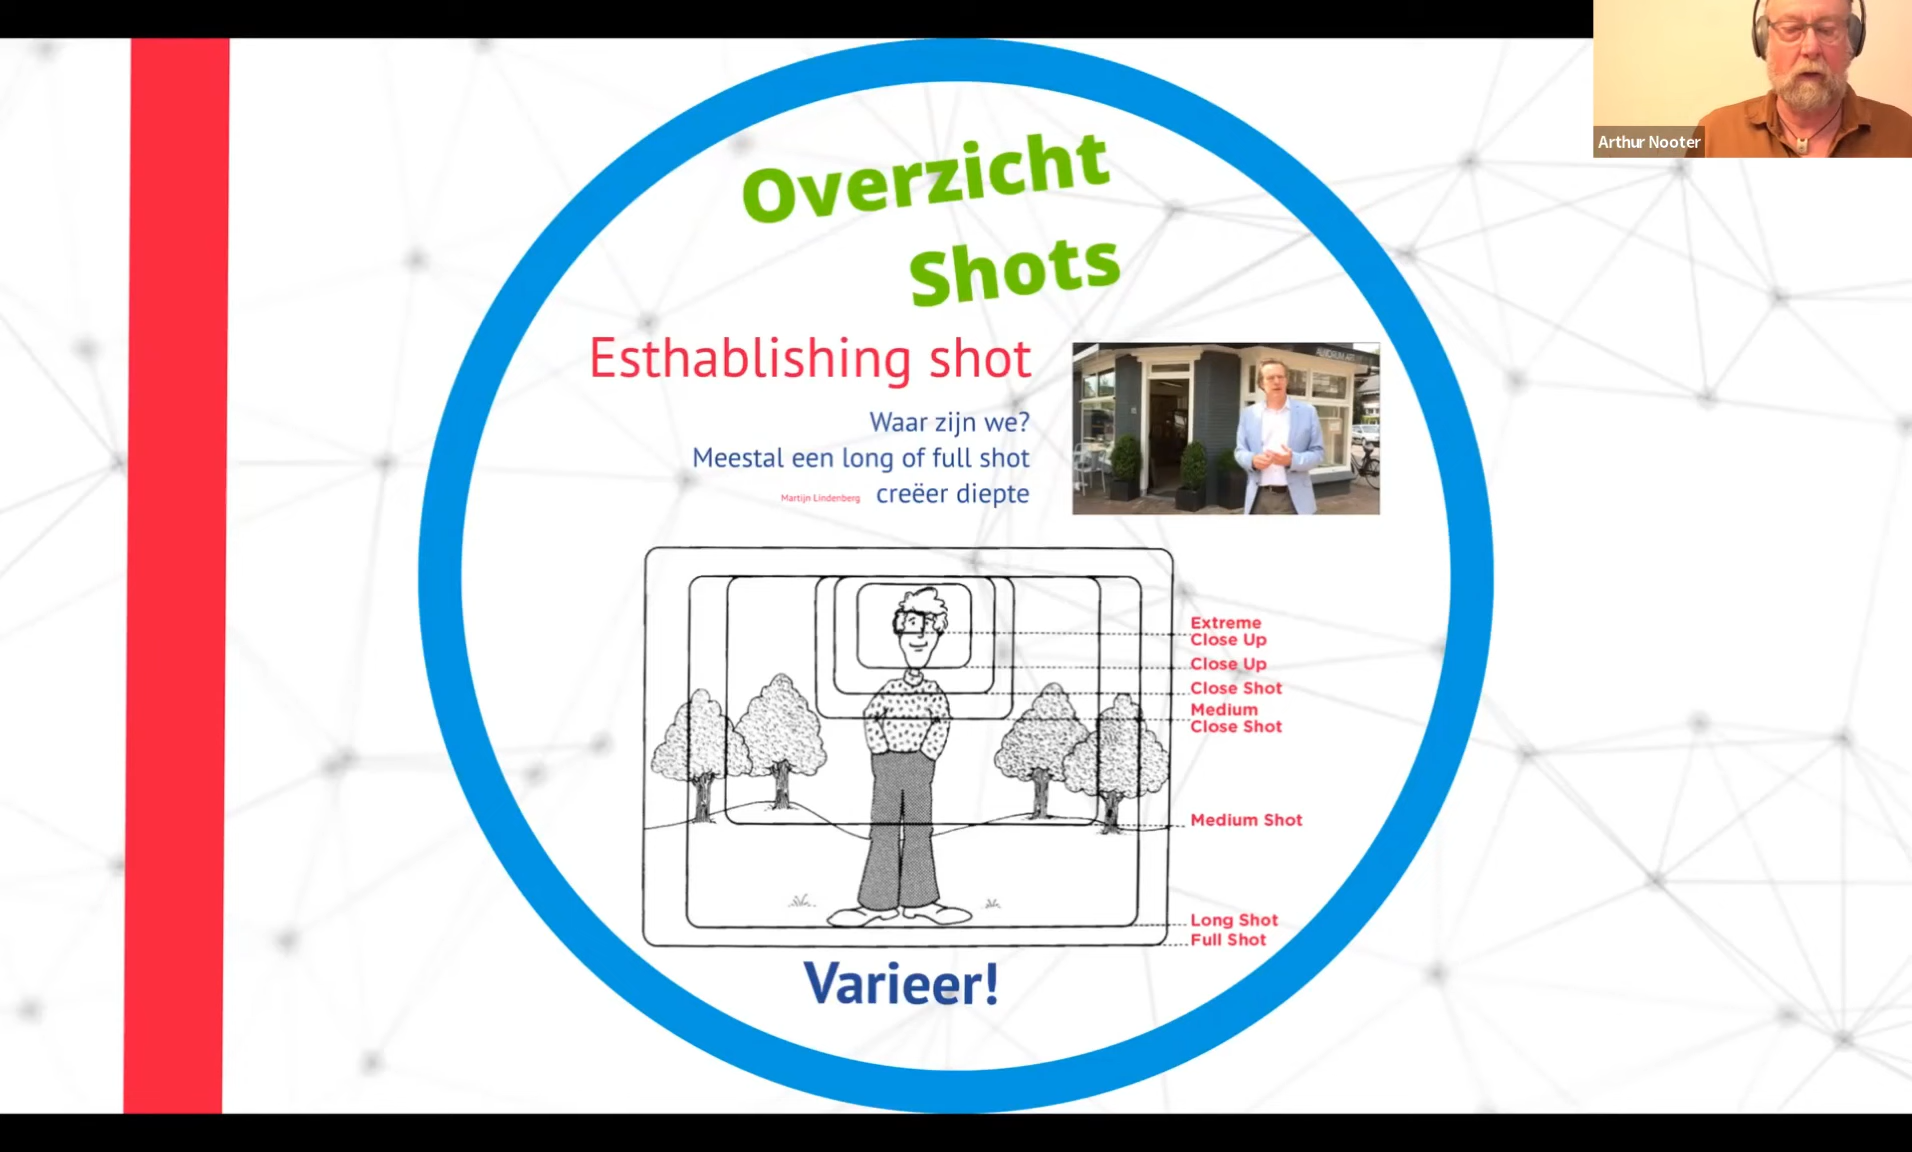 Arthur Nooter
Overzicht
Shots
Esthablishing shot
Waar zijn we?
Meestal een long of full shot
Martijn Lindenberg creëer diepte
Extreme
Close Up
Close Up
Close Shot
Medium
Close Shot
Medium Shot
Long Shot
Full Shot
Varieer!